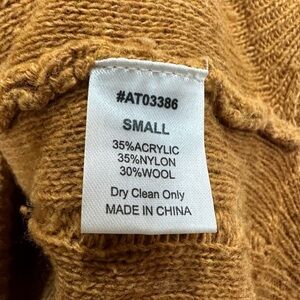 #AT03386
SMALL
35%ACRYLIC
35%NYLON
30%WOOL
Dry Clean Only
MADE IN CHINA